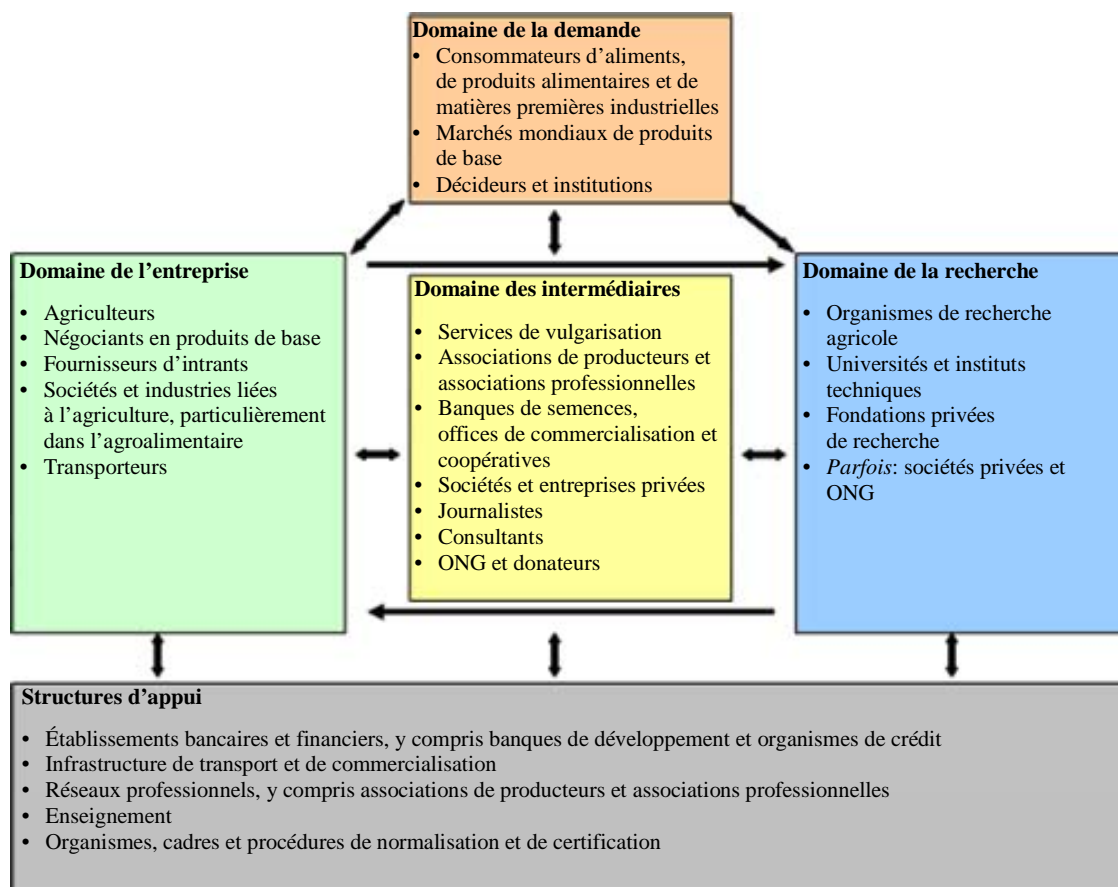 Domaine de la demande
• Consommateurs d’aliments,
de produits alimentaires et de
matières premières industrielles
• Marchés mondiaux de produits
de base
• Décideurs et institutions
Domaine de l’entreprise
• Agriculteurs
• Négociants en produits de base
• Fournisseurs d’intrants
• Sociétés et industries liées
à l’agriculture, particulièrement
dans l’agroalimentaire
• Transporteurs
Domaine des intermédiaires
• Services de vulgarisation
• Associations de producteurs et
associations professionnelles
• Banques de semences,
offices de commercialisation et
coopératives
• Sociétés et entreprises privées
• Journalistes
• Consultants
• ONG et donateurs
Domaine de la recherche
• Organismes de recherche
agricole
• Universités et instituts
techniques
• Fondations privées
de recherche
• Parfois: sociétés privées et
ONG
Structures d’appui
• Établissements bancaires et financiers, y compris banques de développement et organismes de crédit
• Infrastructure de transport et de commercialisation
• Réseaux professionnels, y compris associations de producteurs et associations professionnelles
• Enseignement
• Organismes, cadres et procédures de normalisation et de certification